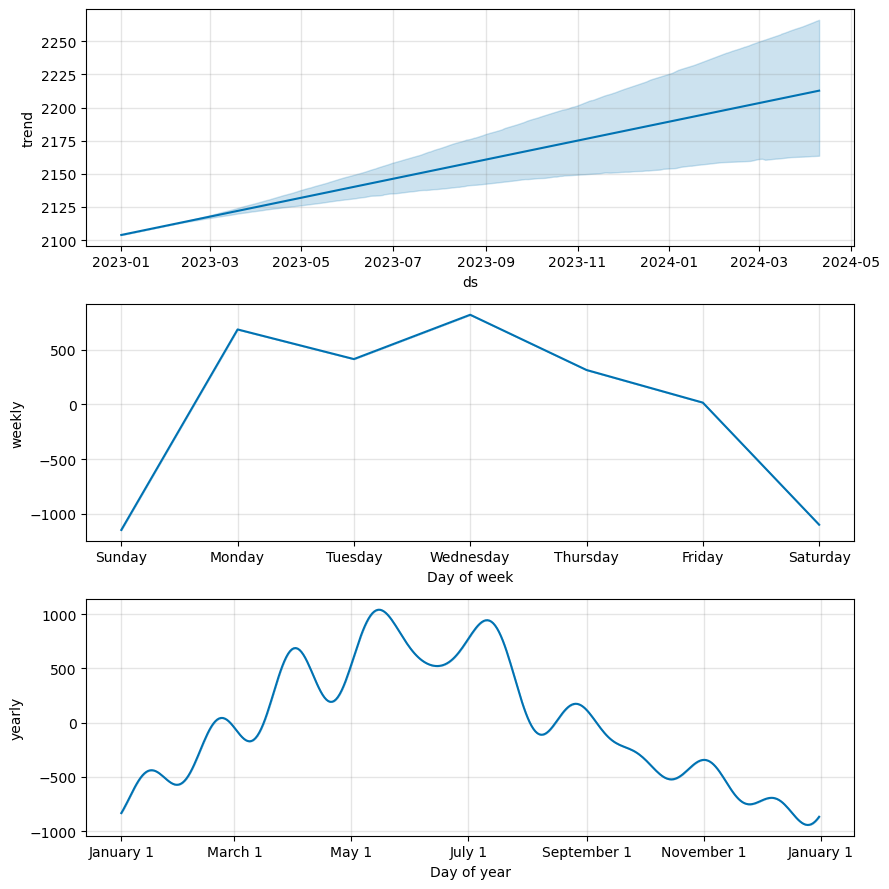 2250
2225
2200
2175
2150
2125
2100
trend
2023-01 2023-03 2023-05 2023-07 2023-09 2023-11 2024-01 2024-03 2024-05
ds
500
0
−500
−1000
weekly
Sunday Monday Tuesday Wednesday Thursday Friday Saturday
Day of week
1000
500
0
−500
−1000
yearly
January 1 March 1 May 1 July 1 September 1 November 1 January 1
Day of year